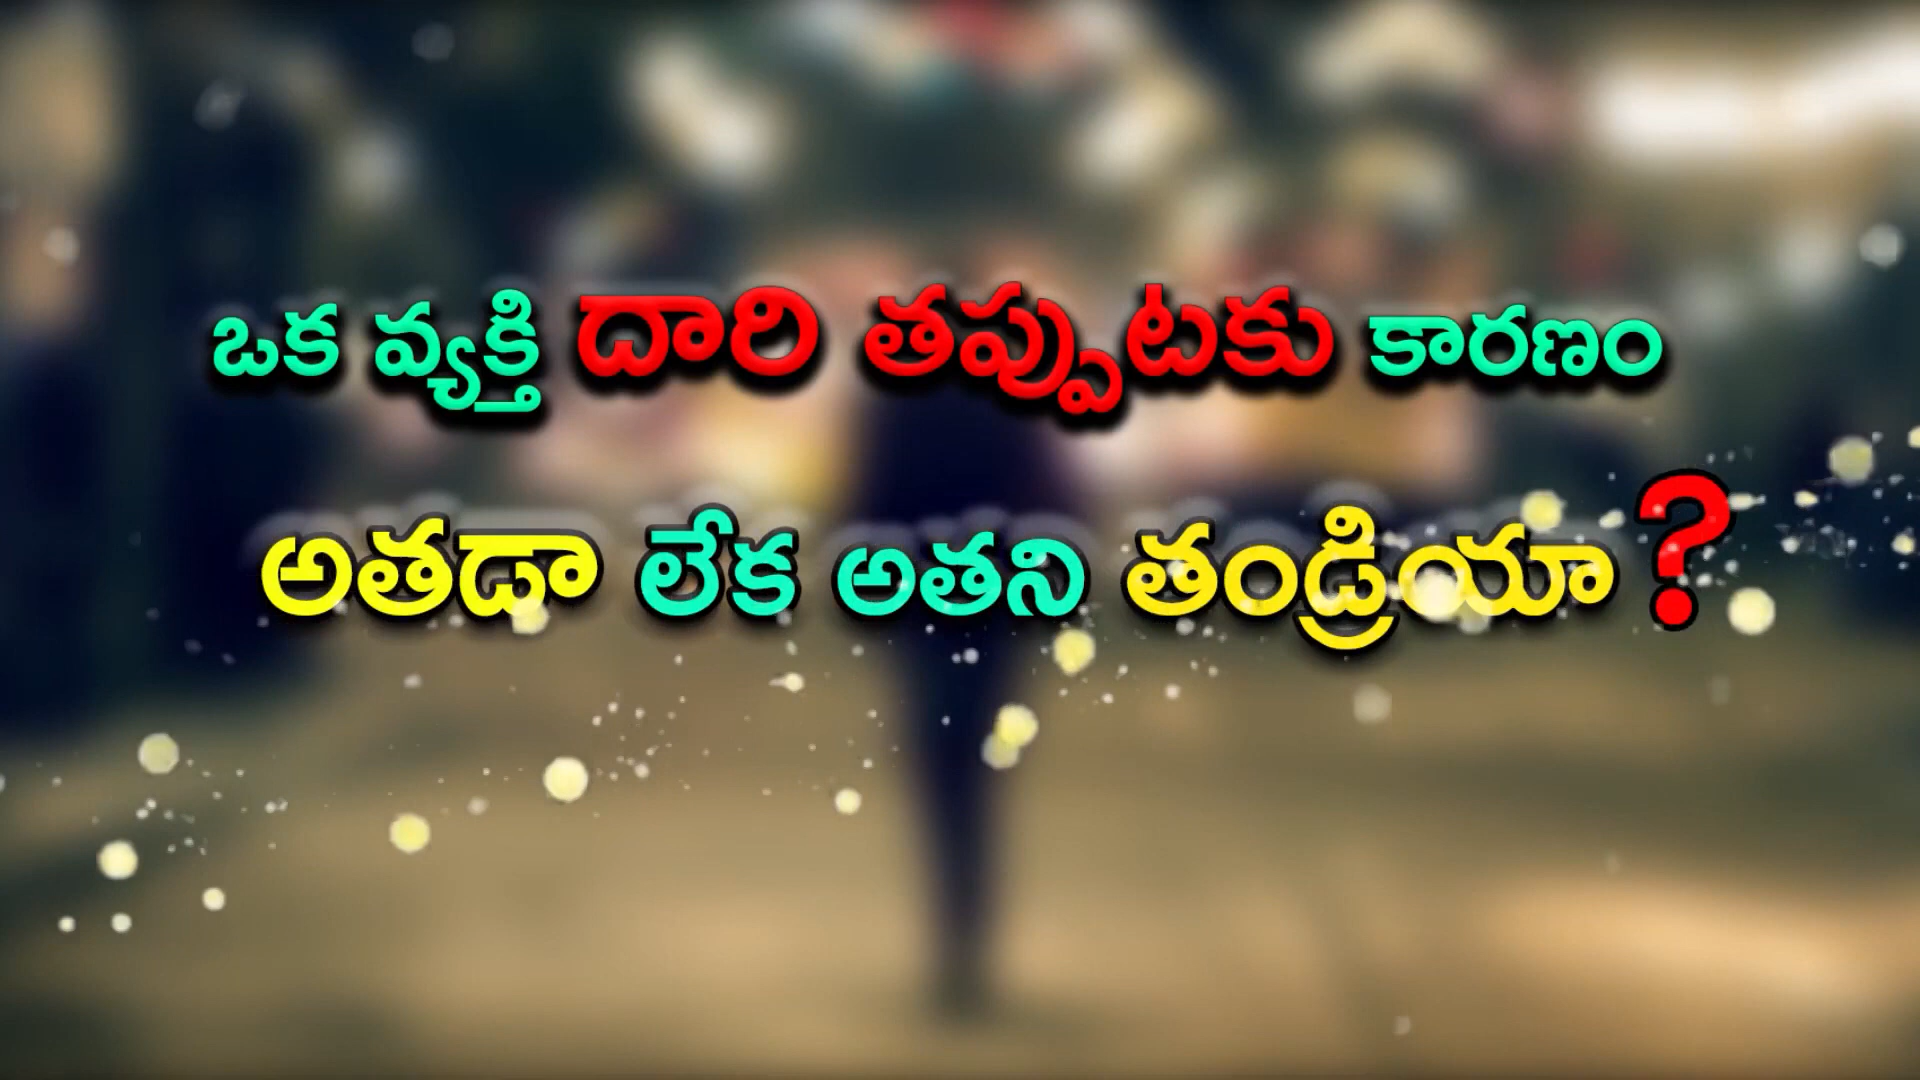 ఒక వ్యక్తి దారి తప్పుటకు కారణం
అతడా లేక అతని తండ్రియా ?